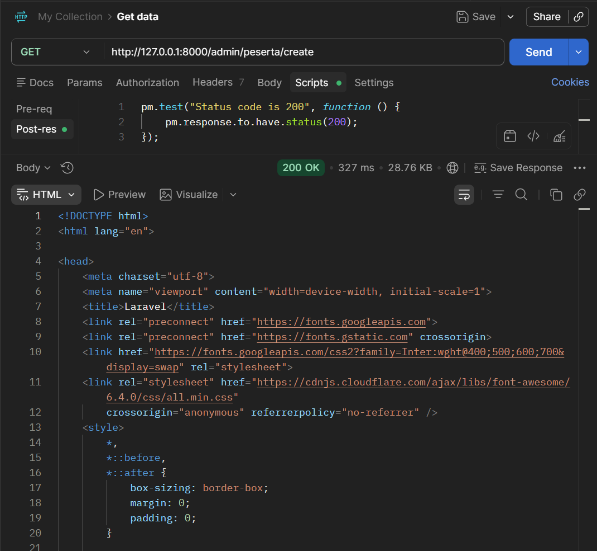 HTTP My Collection > Get data Save Share
GET http://127.0.0.1:8000/admin/peserta/create Send
Docs Params Authorization Headers 7 Body Scripts Settings Cookies
Pre-req
Post-res
1 pm.test("Status code is 200", function () {
2 pm.response.to.have.status(200);
3 });
Body 200 OK • 327 ms • 28.76 KB • e.g. Save Response
HTML Preview Visualize
1 <!DOCTYPE html>
2 <html lang="en">
3
4 <head>
5 <meta charset="utf-8">
6 <meta name="viewport" content="width=device-width, initial-scale=1">
7 <title>Laravel</title>
8 <link rel="preconnect" href="https://fonts.googleapis.com">
9 <link rel="preconnect" href="https://fonts.gstatic.com" crossorigin>
10 <link href="https://fonts.googleapis.com/css2?family=Inter:wght@400;500;600;700&
display=swap" rel="stylesheet">
11 <link rel="stylesheet" href="https://cdnjs.cloudflare.com/ajax/libs/font-awesome/
6.4.0/css/all.min.css"
12 crossorigin="anonymous" referrerpolicy="no-referrer" />
13 <style>
14 *,
15 *::before,
16 *::after {
17 box-sizing: border-box;
18 margin: 0;
19 padding: 0;
20 }
21